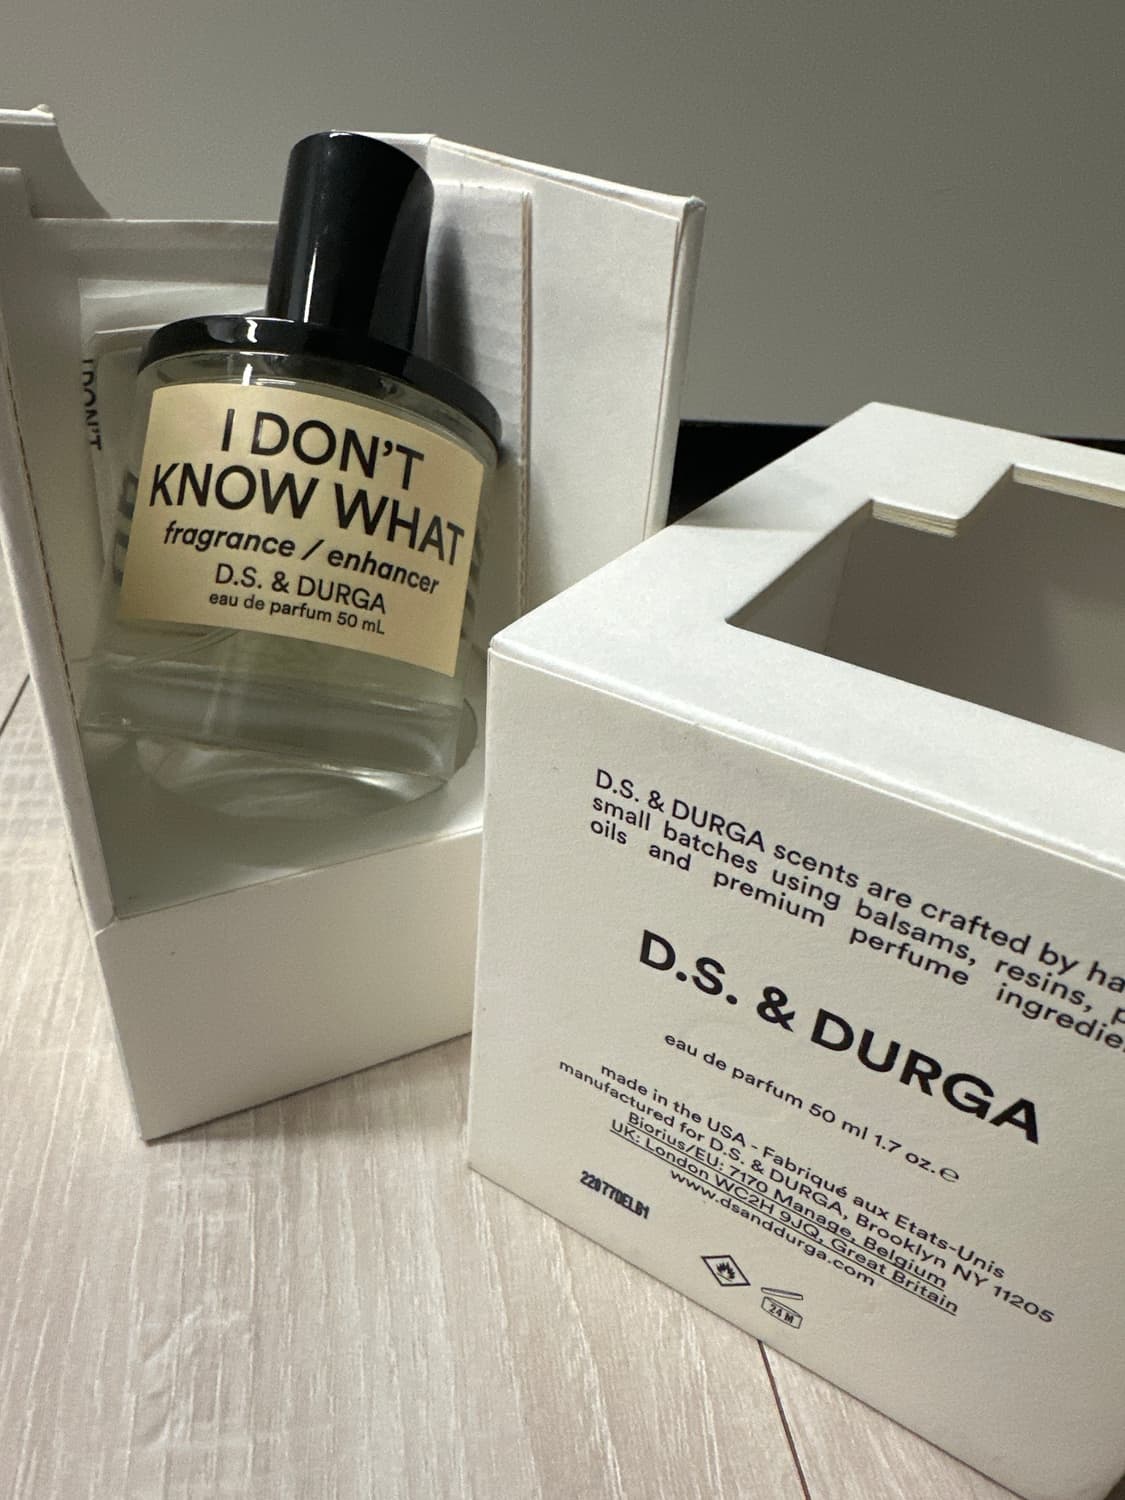 I DON'T
KNOW WHAT
fragrance / enhancer
D.S. & DURGA
eau de parfum 50 mL
I DON'T
D.S. & DURGA scents are crafted by
small batches using balsams, resins,
oils and premium perfume
D.S. & DURGA
eau de parfum 50 ml 1.7 oz. ℮
made in the USA - Fabriqué aux Etats-Unis
manufactured for D.S. & DURGA, Brooklyn NY 11205
Biorius/EU: 7170 Manage, Belgium
UK: London WC2H 9JQ, Great Britain
www.dsanddurga.com
24 M